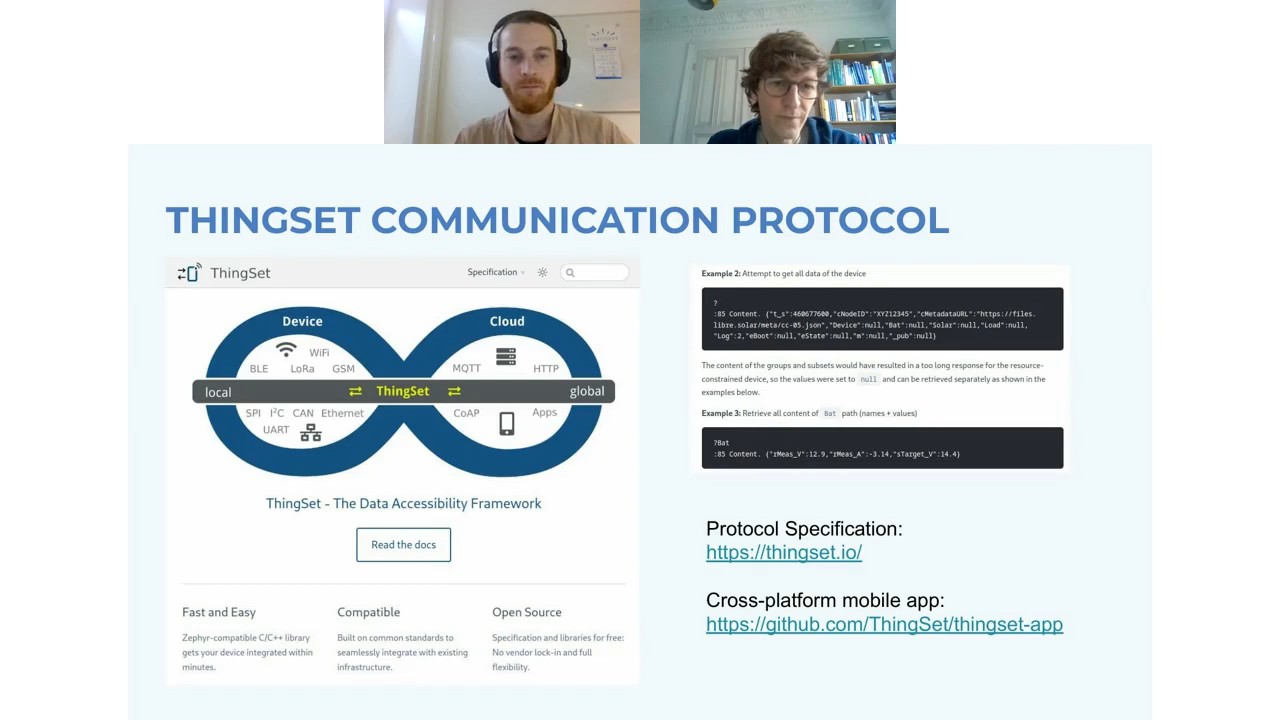 THINGSET COMMUNICATION PROTOCOL
ThingSet
Specification
Device
Cloud
WiFi
BLE LoRa GSM
MQTT HTTP
local
ThingSet
global
SPI I²C CAN Ethernet
UART
CoAP Apps
ThingSet - The Data Accessibility Framework
Read the docs
Fast and Easy
Zephyr-compatible C/C++ library
gets your device integrated within
minutes.
Compatible
Built on common standards to
seamlessly integrate with existing
infrastructure.
Open Source
Specification and libraries for free:
No vendor lock-in and full
flexibility.
Example 2: Attempt to get all data of the device
?
:85 Content. {"t_s":460677600,"cNodeID":"XYZ12345","cMetadataURL":"https://files.
libre.solar/meta/cc-05.json","Device":null,"Bat":null,"Solar":null,"Load":null,
"Log":2,"eBoot":null,"eState":null,"m":null,"_pub":null}
The content of the groups and subsets would have resulted in a too long response for the resource-
constrained device, so the values were set to null and can be retrieved separately as shown in the
examples below.
Example 3: Retrieve all content of Bat path (names + values)
?Bat
:85 Content. {"rMeas_V":12.9,"rMeas_A":-3.14,"sTarget_V":14.4}
Protocol Specification:
https://thingset.io/
Cross-platform mobile app:
https://github.com/ThingSet/thingset-app